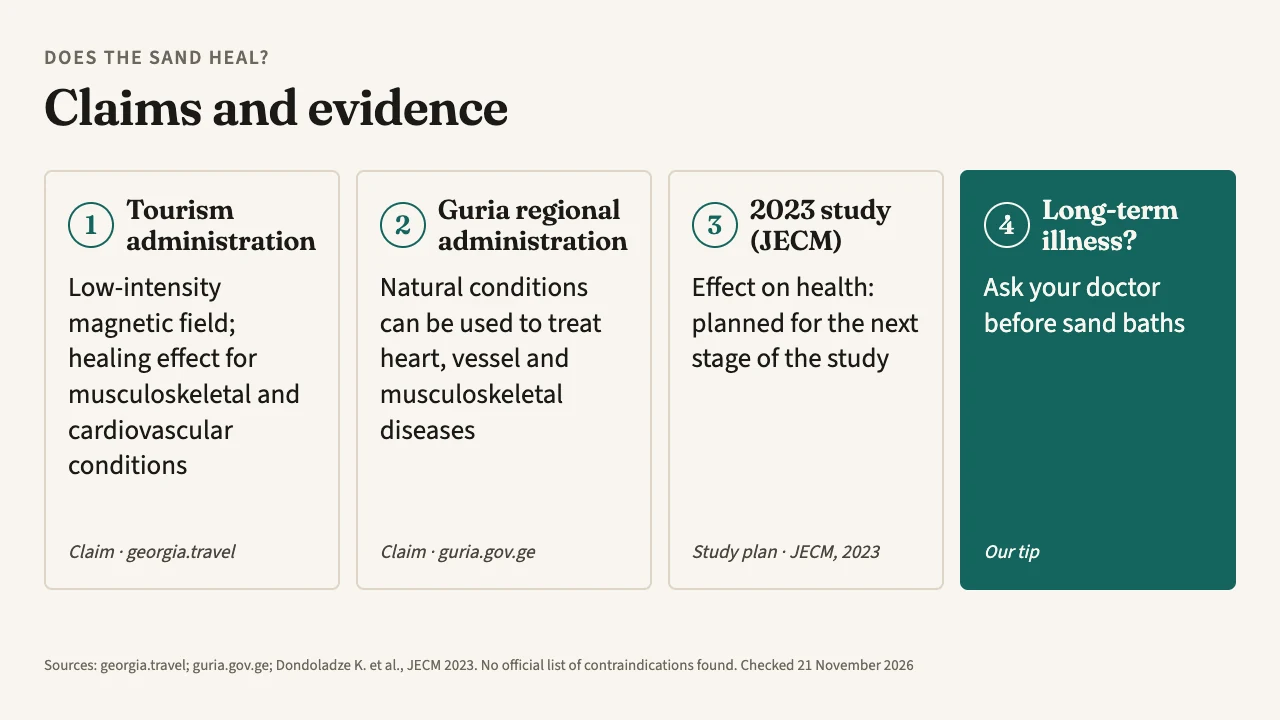 DOES THE SAND HEAL?
Claims and evidence
1
Tourism
administration
Low-intensity
magnetic field;
healing effect for
musculoskeletal and
cardiovascular
conditions
Claim · georgia.travel
2
Guria regional
administration
Natural conditions
can be used to treat
heart, vessel and
musculoskeletal
diseases
Claim · guria.gov.ge
3
2023 study
(JECM)
Effect on health:
planned for the next
stage of the study
Study plan · JECM, 2023
4
Long-term
illness?
Ask your doctor
before sand baths
Our tip
Sources: georgia.travel; guria.gov.ge; Dondoladze K. et al., JECM 2023. No official list of contraindications found. Checked 21 November 2026